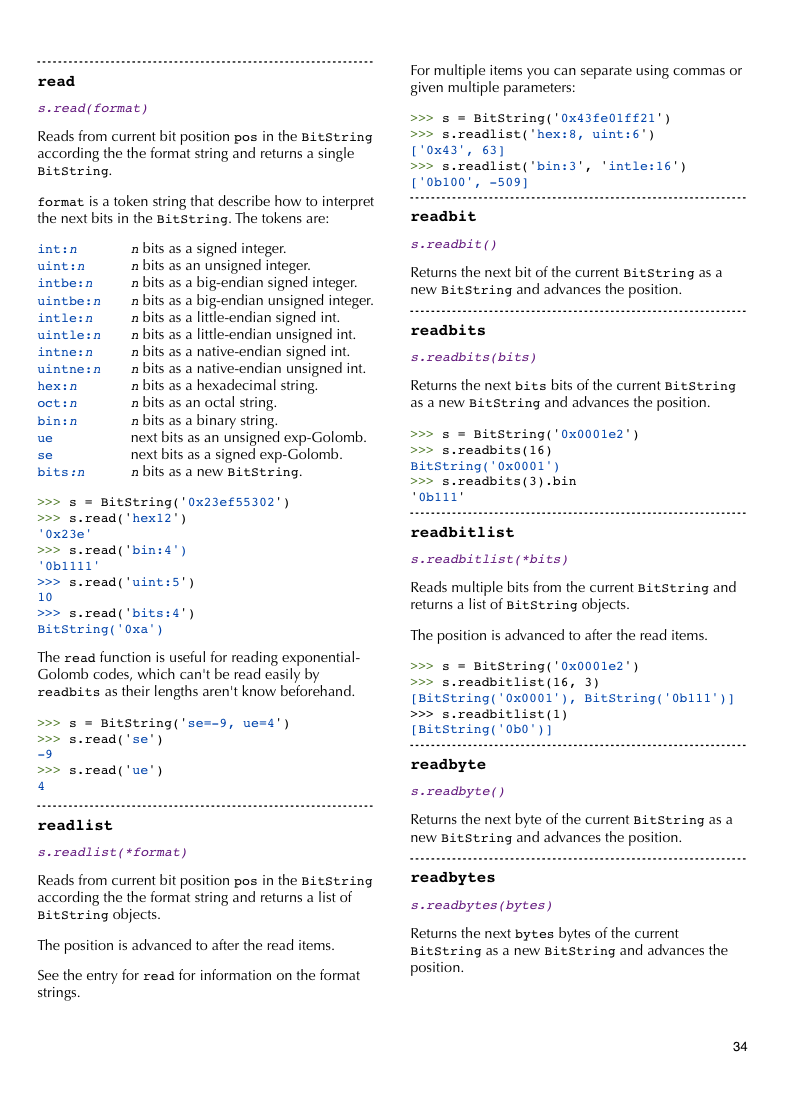 read
s.read(format)
Reads from current bit position pos in the BitString
according the the format string and returns a single
BitString.
format is a token string that describe how to interpret
the next bits in the BitString. The tokens are:
int:n n bits as a signed integer.
uint:n n bits as an unsigned integer.
intbe:n n bits as a big-endian signed integer.
uintbe:n n bits as a big-endian unsigned integer.
intle:n n bits as a little-endian signed int.
uintle:n n bits as a little-endian unsigned int.
intne:n n bits as a native-endian signed int.
uintne:n n bits as a native-endian unsigned int.
hex:n n bits as a hexadecimal string.
oct:n n bits as an octal string.
bin:n n bits as a binary string.
ue next bits as an unsigned exp-Golomb.
se next bits as a signed exp-Golomb.
bits:n n bits as a new BitString.
>>> s = BitString('0x23ef55302')
>>> s.read('hex12')
'0x23e'
>>> s.read('bin:4')
'0b1111'
>>> s.read('uint:5')
10
>>> s.read('bits:4')
BitString('0xa')
The read function is useful for reading exponential-
Golomb codes, which can't be read easily by
readbits as their lengths aren't know beforehand.
>>> s = BitString('se=-9, ue=4')
>>> s.read('se')
-9
>>> s.read('ue')
4
readlist
s.readlist(*format)
Reads from current bit position pos in the BitString
according the the format string and returns a list of
BitString objects.
The position is advanced to after the read items.
See the entry for read for information on the format
strings.
For multiple items you can separate using commas or
given multiple parameters:
>>> s = BitString('0x43fe01ff21')
>>> s.readlist('hex:8, uint:6')
['0x43', 63]
>>> s.readlist('bin:3', 'intle:16')
['0b100', -509]
readbit
s.readbit()
Returns the next bit of the current BitString as a
new BitString and advances the position.
readbits
s.readbits(bits)
Returns the next bits bits of the current BitString
as a new BitString and advances the position.
>>> s = BitString('0x0001e2')
>>> s.readbits(16)
BitString('0x0001')
>>> s.readbits(3).bin
'0b111'
readbitlist
s.readbitlist(*bits)
Reads multiple bits from the current BitString and
returns a list of BitString objects.
The position is advanced to after the read items.
>>> s = BitString('0x0001e2')
>>> s.readbitlist(16, 3)
[BitString('0x0001'), BitString('0b111')]
>>> s.readbitlist(1)
[BitString('0b0')]
readbyte
s.readbyte()
Returns the next byte of the current BitString as a
new BitString and advances the position.
readbytes
s.readbytes(bytes)
Returns the next bytes bytes of the current
BitString as a new BitString and advances the
position.
34